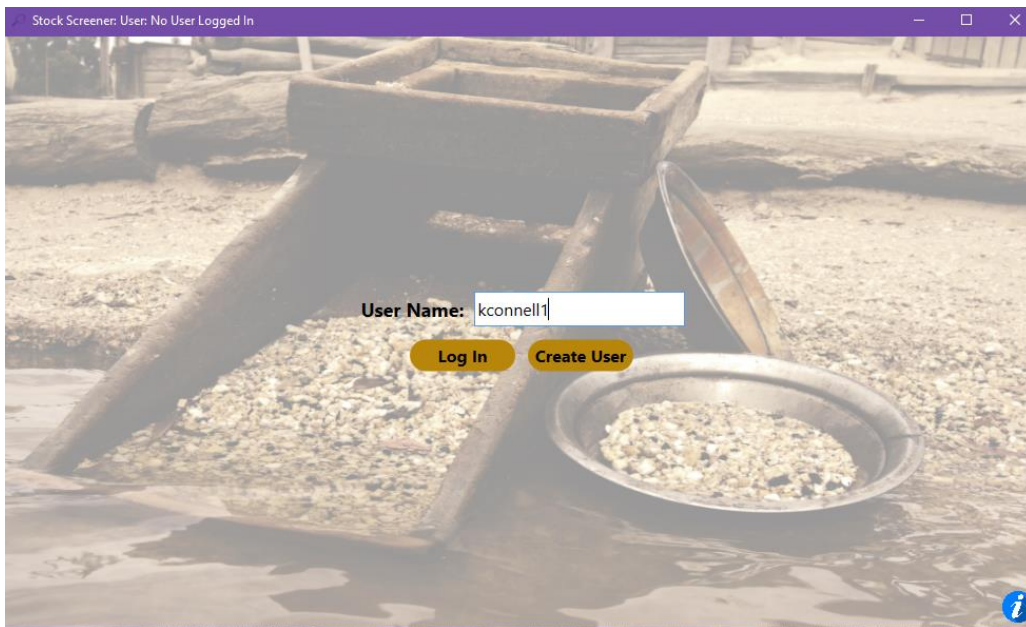 Stock Screener: User: No User Logged In
User Name: kconnell1
Log In Create User
i